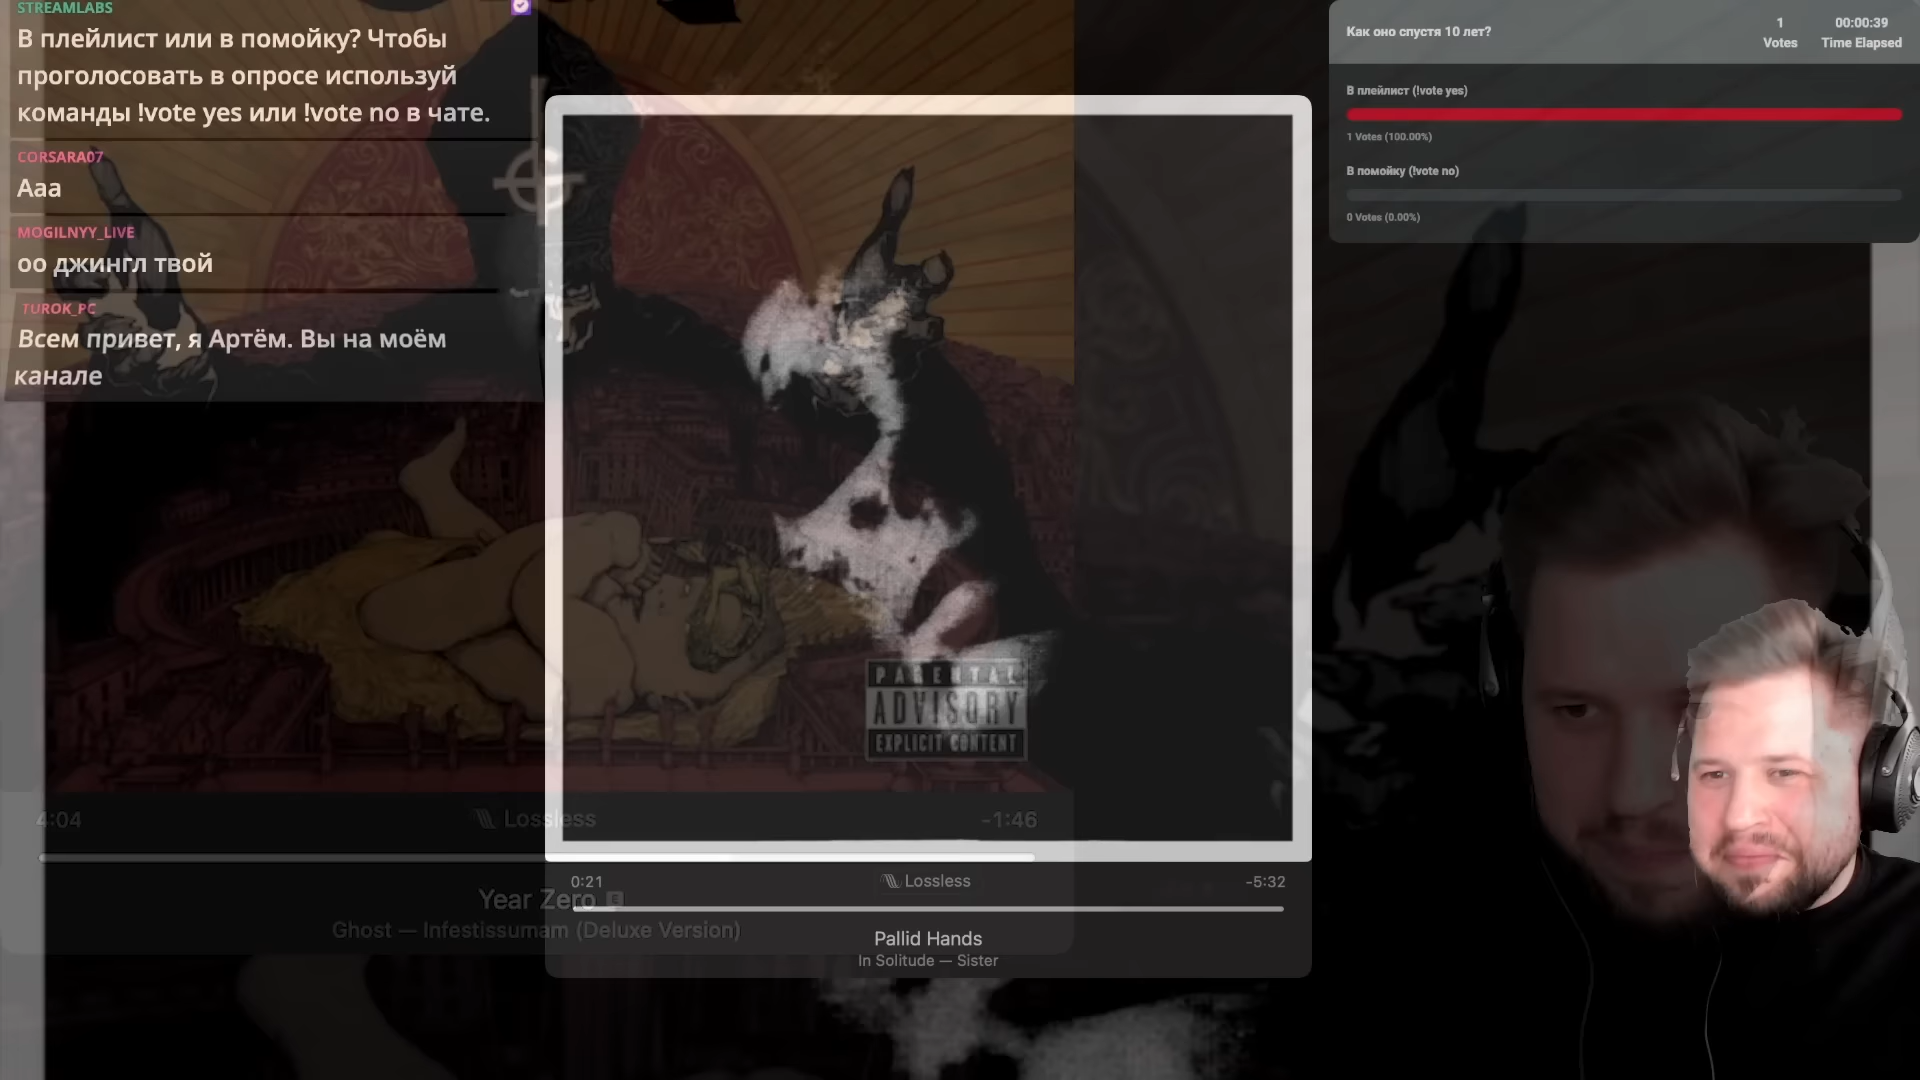 STREAMLABS
В плейлист или в помойку? Чтобы
проголосовать в опросе используй
команды !vote yes или !vote no в чате.
CORSARA07
Ааа
MOGILNYY_LIVE
оо джингл твой
TUROK_PC
Всем привет, я Артём. Вы на моём
канале
Как оно спустя 10 лет?
1
Votes
00:00:39
Time Elapsed
В плейлист (!vote yes)
1 Votes (100.00%)
В помойку (!vote no)
0 Votes (0.00%)
PARENTAL
ADVISORY
EXPLICIT CONTENT
4:04
Lossless
-1:46
Year Zero E
Ghost — Infestissumam (Deluxe Version)
0:21
Lossless
-5:32
Pallid Hands
In Solitude — Sister